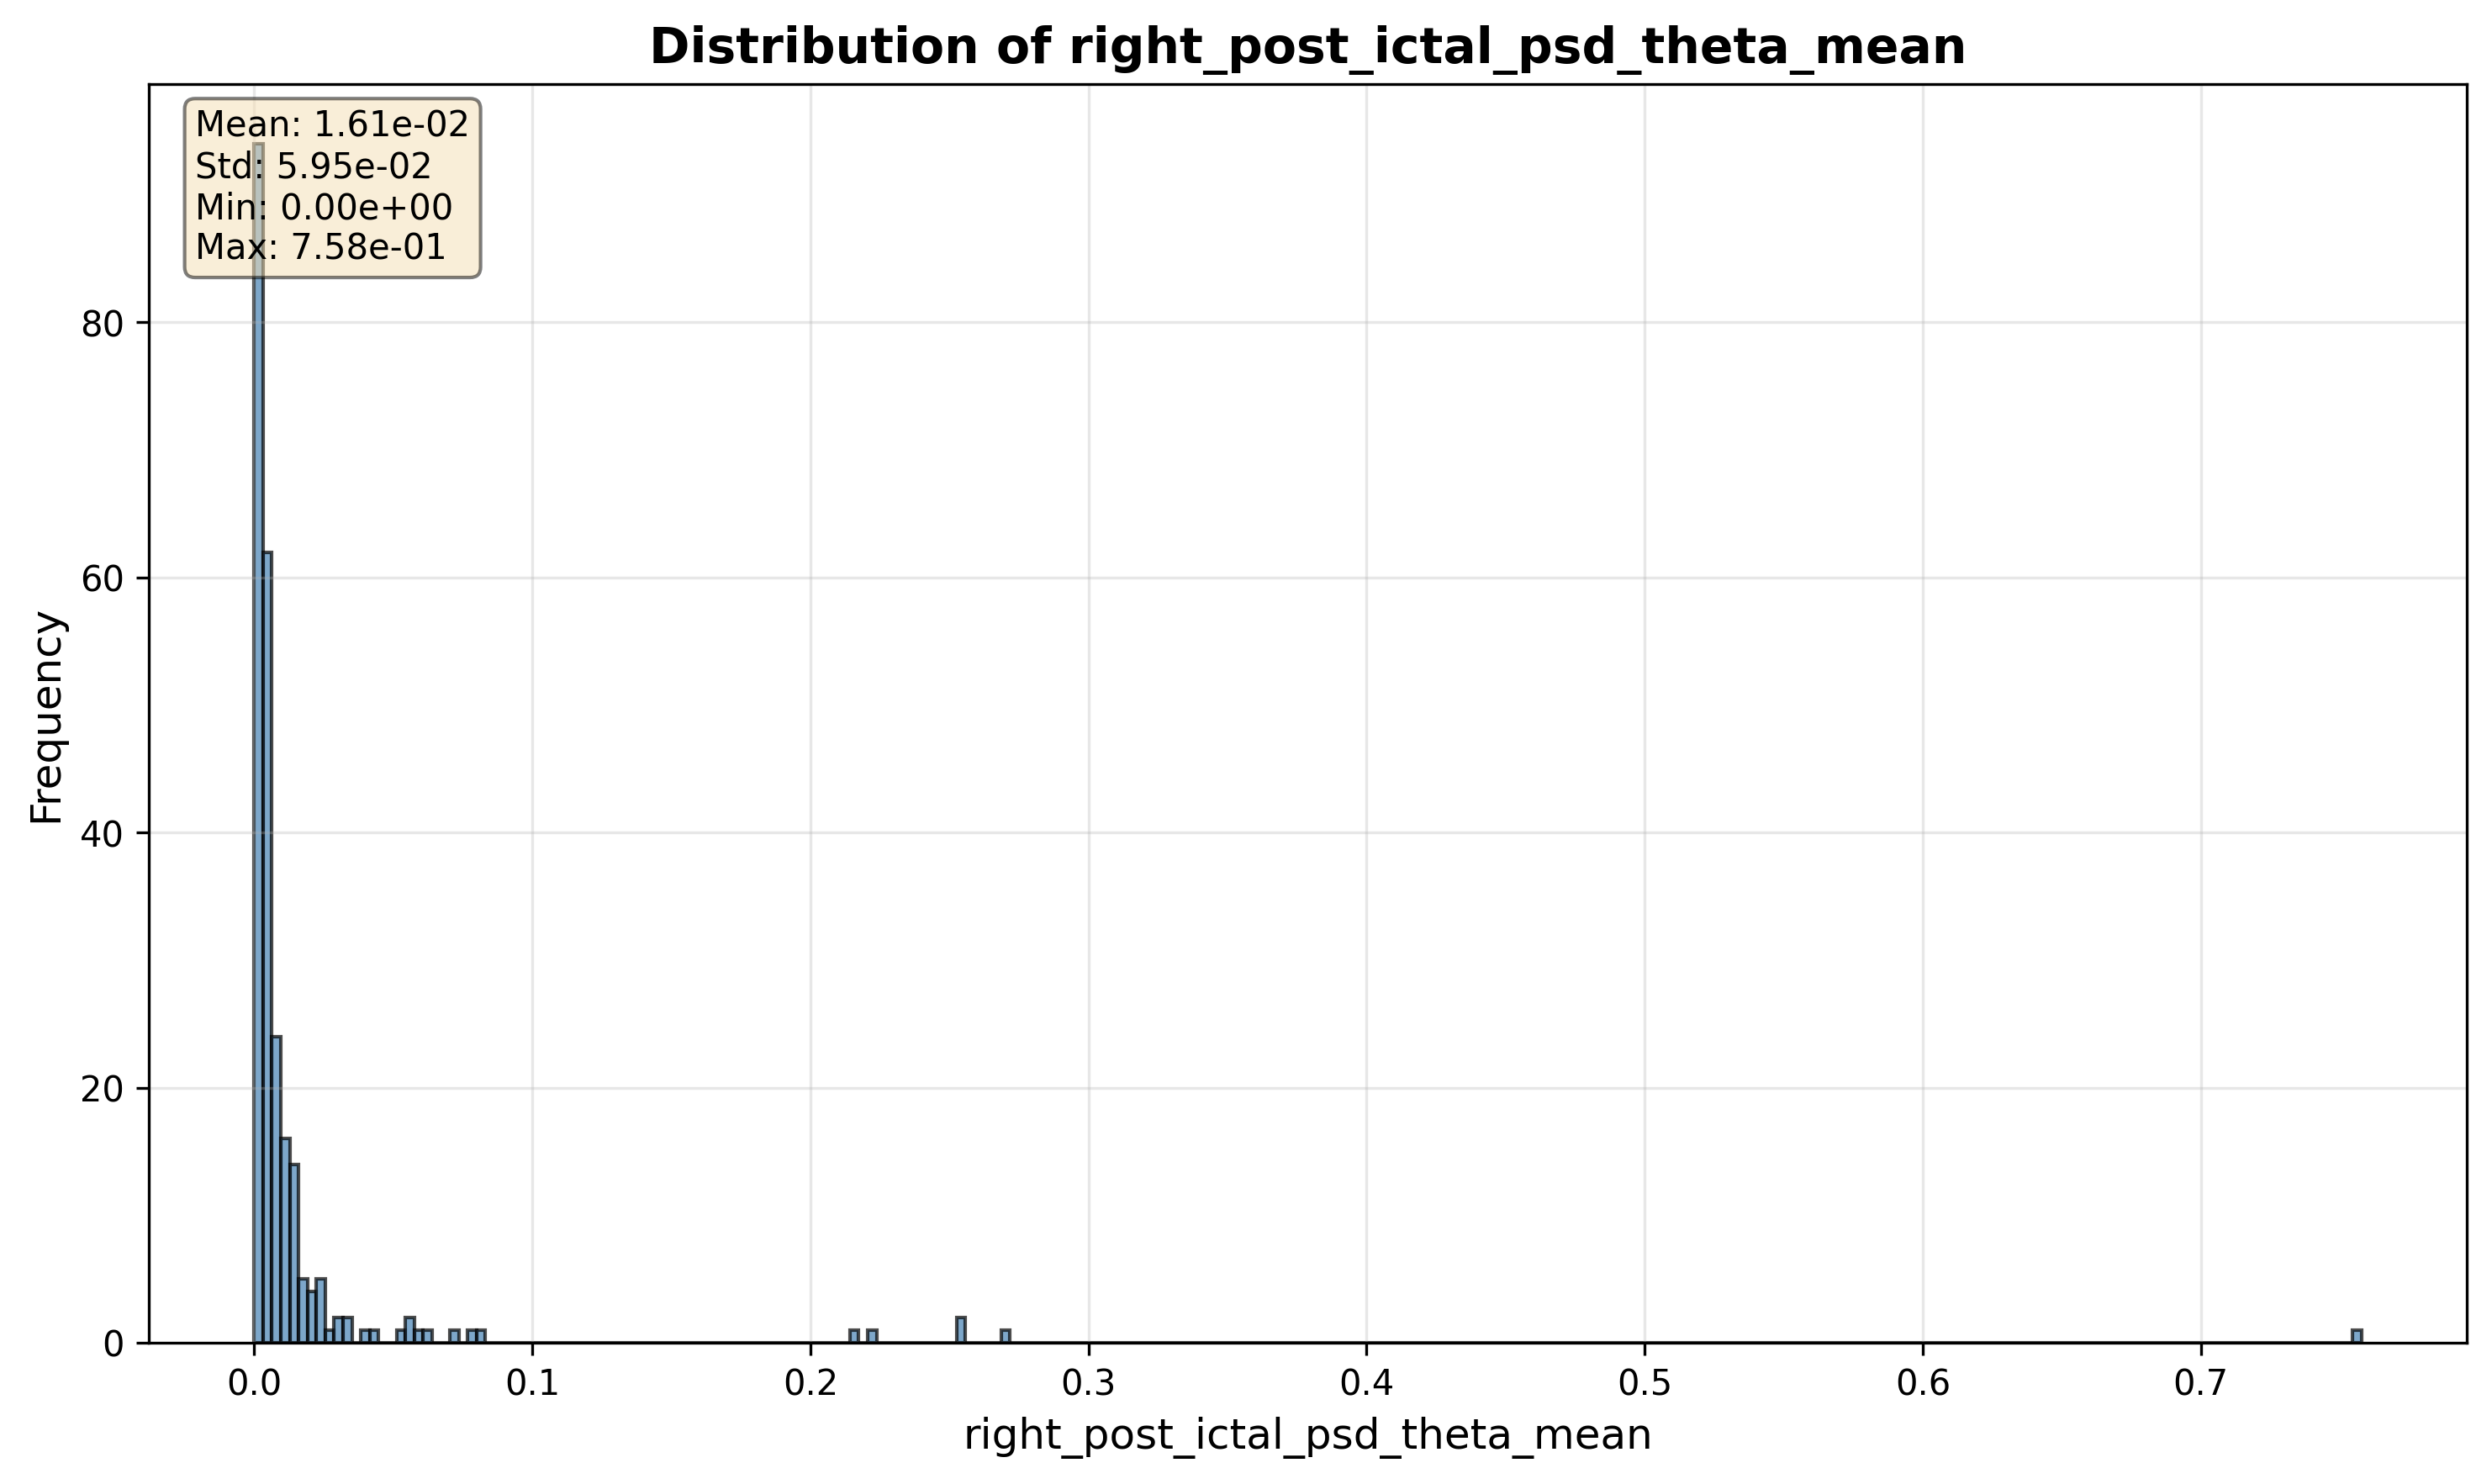 Distribution of right_post_ictal_psd_theta_mean
Mean: 1.61e-02
Std: 5.95e-02
Min: 0.00e+00
Max: 7.58e-01
80
60
40
20
0
Frequency
0.0 0.1 0.2 0.3 0.4 0.5 0.6 0.7
right_post_ictal_psd_theta_mean